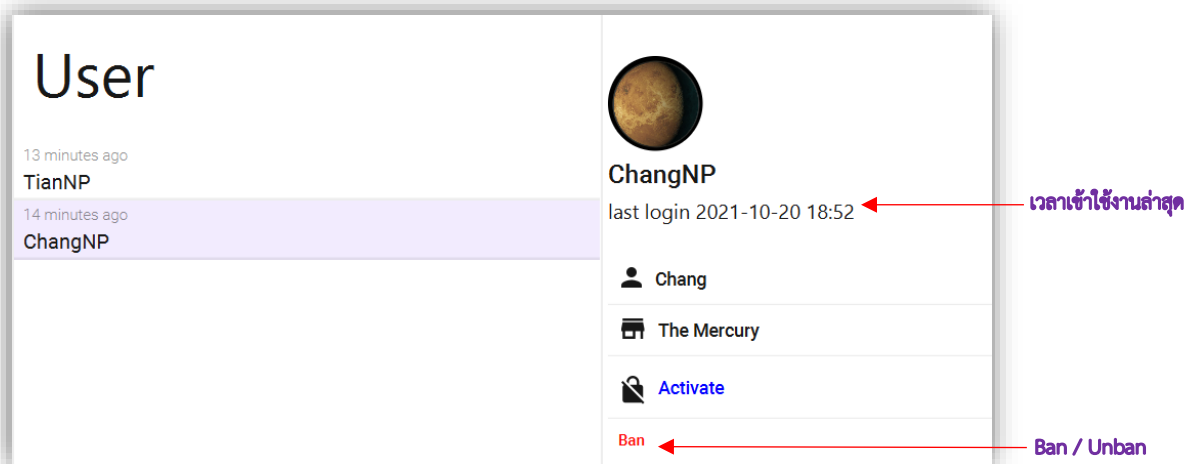 User
13 minutes ago
TianNP
14 minutes ago
ChangNP
ChangNP
last login 2021-10-20 18:52
เวลาเข้าใช้งานล่าสุด
Chang
The Mercury
Activate
Ban
Ban / Unban